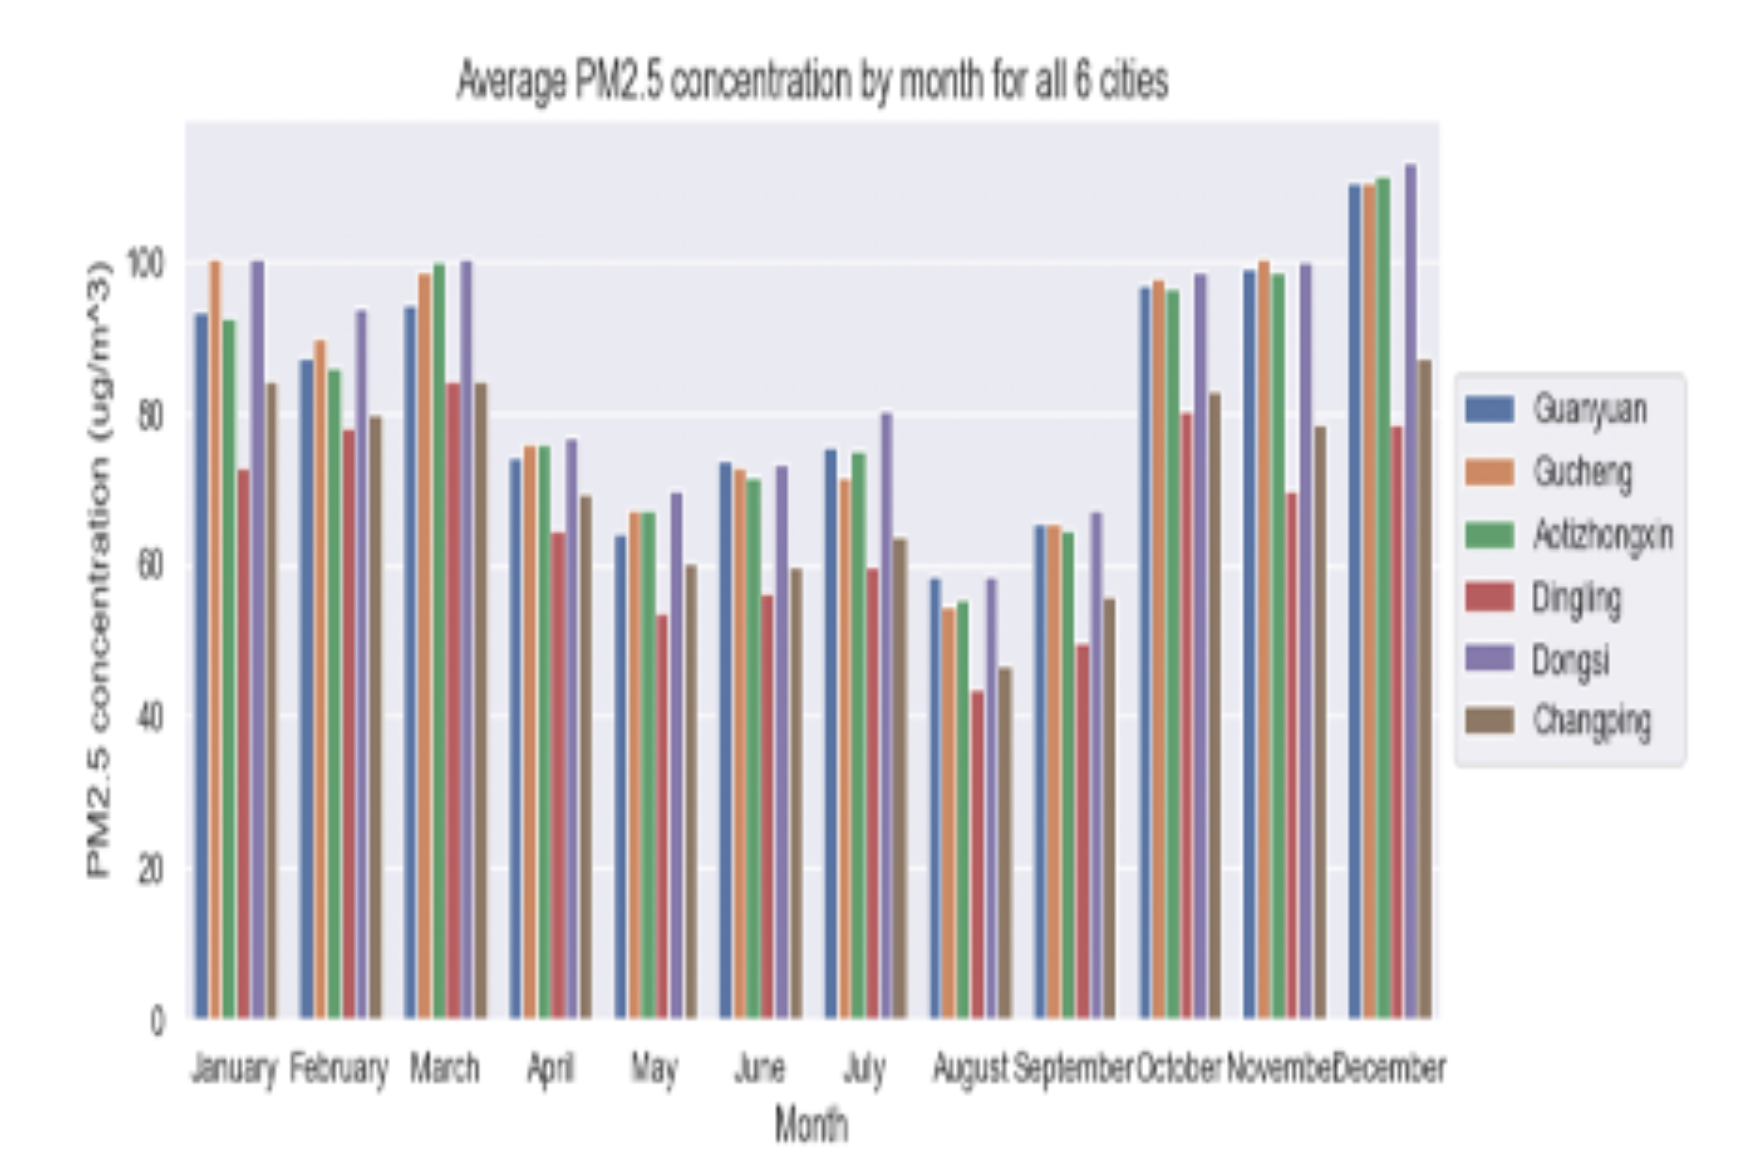 Average PM2.5 concentration by month for all 6 cities
PM2.5 concentration (ug/m^3)
100
80
60
40
20
0
January February March April May June July August September October Novembe December
Month
Guanyuan
Gucheng
Aotizhongxin
Dingling
Dongsi
Changping